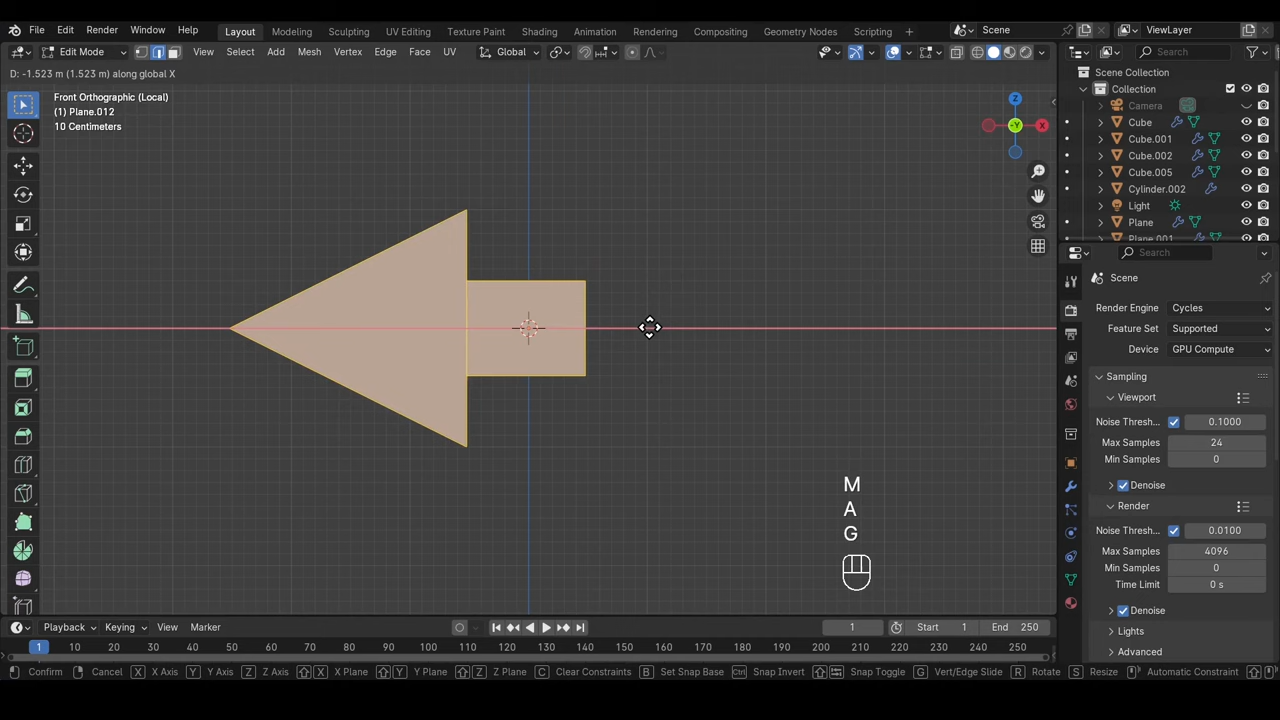 File Edit Render Window Help Layout Modeling Sculpting UV Editing Texture Paint Shading Animation Rendering Compositing Geometry Nodes Scripting Scene ViewLayer
Edit Mode View Select Add Mesh Vertex Edge Face UV Global Search
D: -1.523 m (1.523 m) along global X
Scene Collection
Front Orthographic (Local)
(1) Plane.012
10 Centimeters
Z
-Y
X
Collection
Camera
Cube
Cube.001
Cube.002
Cube.005
Cylinder.002
Light
Plane
Plane.001
Search
Scene
Render Engine Cycles
Feature Set Supported
Device GPU Compute
Sampling
Viewport
Noise Thresh... 0.1000
Max Samples 24
Min Samples 0
Denoise
Render
Noise Thresh... 0.0100
Max Samples 4096
Min Samples 0
Time Limit 0 s
Denoise
Lights
Advanced
M
A
G
Playback Keying View Marker 1 Start 1 End 250
1 10 20 30 40 50 60 70 80 90 100 110 120 130 140 150 160 170 180 190 200 210 220 230 240 250
Confirm Cancel X X Axis Y Y Axis Z Z Axis X X Plane Y Y Plane Z Z Plane C Clear Constraints B Set Snap Base Ctrl Snap Invert Snap Toggle G Vert/Edge Slide R Rotate S Resize Automatic Constraint